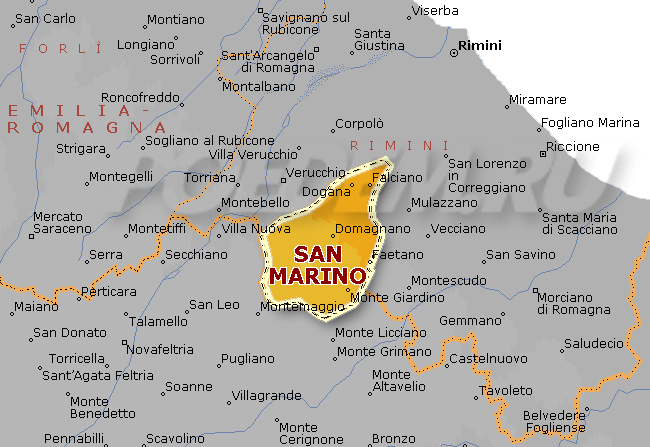 Viserba
San Carlo
Montiano
Savignano sul
Rubicone
Longiano
Santa
Giustina
FORLÌ
Rimini
Sorrivoli
Sant'Arcangelo
di Romagna
Montalbano
Roncofreddo
Miramare
EMILIA-
ROMAGNA
Corpolò
Fogliano Marina
Strigara
Sogliano al Rubicone
Villa Verucchio
RIMINI
Riccione
San Lorenzo
in
Correggiano
Montegelli
Torriana
Verucchio
Dogana
Falciano
Mercato
Saraceno
Montebello
Mulazzano
Santa Maria
di Scacciano
Montetiffi
Villa Nuova
Domagnano
Vecciano
Serra
Secchiano
SAN
MARINO
Faetano
San Savino
Perticara
Montescudo
Morciano
di Romagna
Maiano
San Leo
Montemaggio
Monte Giardino
Talamello
Gemmano
San Donato
Monte Licciano
Saludecio
Novafeltria
Monte Grimano
Torricella
Pugliano
Castelnuovo
Sant'Agata Feltria
Soanne
Monte
Altavelio
Tavoleto
Monte
Benedetto
Villagrande
Belvedere
Fogliense
Pennabilli
Scavolino
Monte
Cerignone
Bronzo